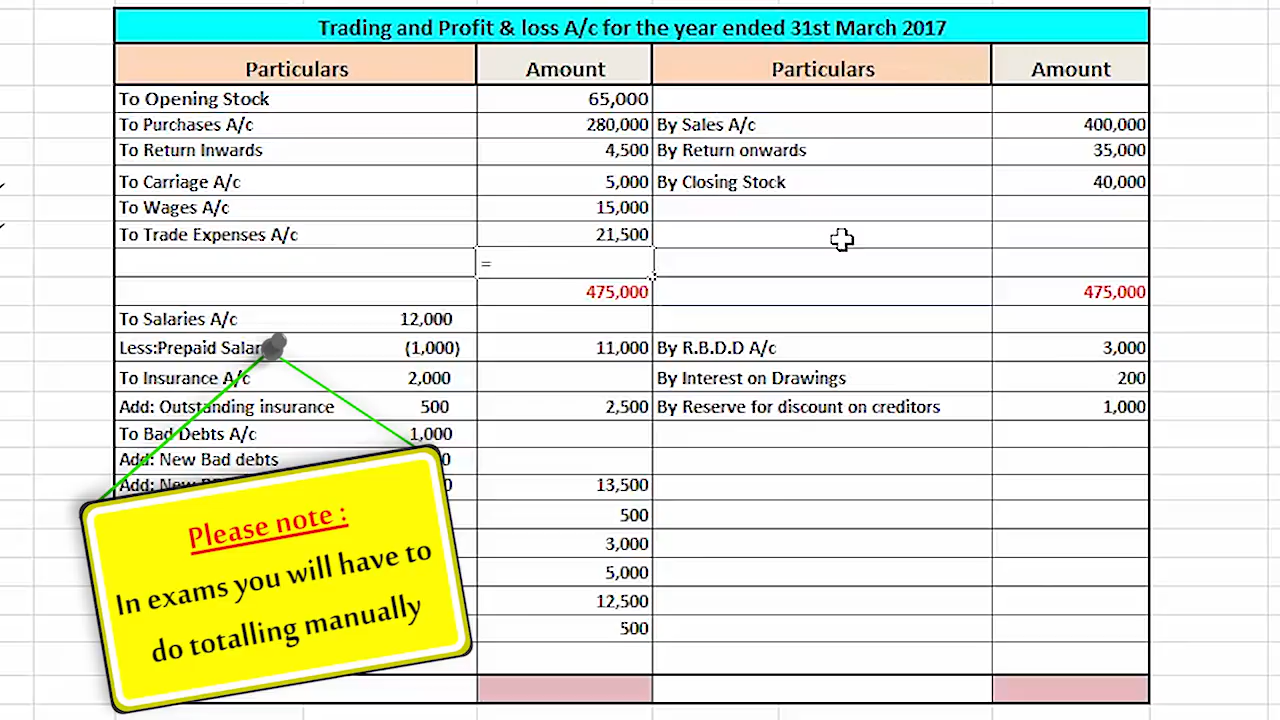 Trading and Profit & loss A/c for the year ended 31st March 2017
Particulars Amount Particulars Amount
To Opening Stock 65,000
To Purchases A/c 280,000 By Sales A/c 400,000
To Return Inwards 4,500 By Return onwards 35,000
To Carriage A/c 5,000 By Closing Stock 40,000
To Wages A/c 15,000
To Trade Expenses A/c 21,500
=
475,000 475,000
To Salaries A/c 12,000
Less:Prepaid (1,000) 11,000 By R.B.D.D A/c 3,000
To Insurance A/c 2,000 By Interest on Drawings 200
Add: Outstanding insurance 500 2,500 By Reserve for discount on creditors 1,000
To Bad Debts A/c 1,000
Add: New Bad debts
Add: New 13,500
500
3,000
5,000
12,500
500
Please note :
In exams you will have to
do totalling manually